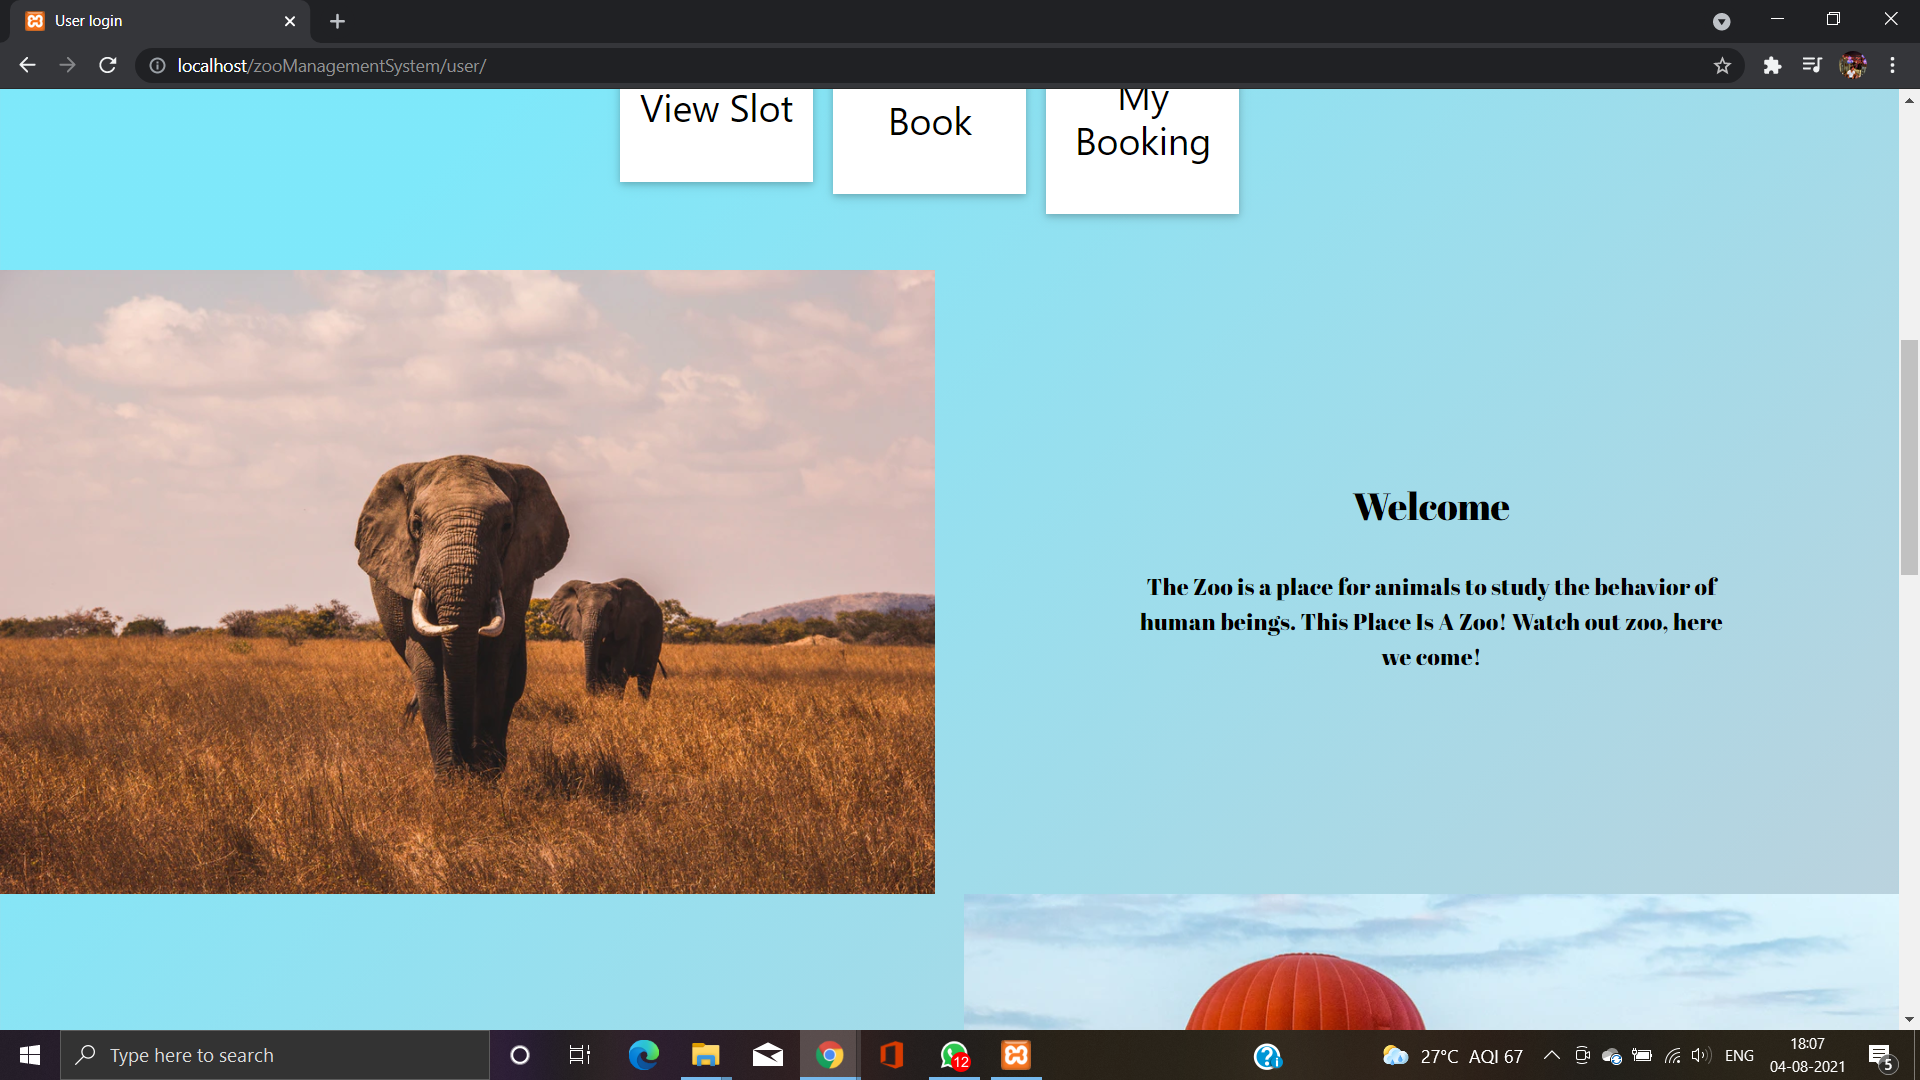 User login
localhost/zooManagementSystem/user/
View Slot
Book
My
Booking
Welcome
The Zoo is a place for animals to study the behavior of
human beings. This Place Is A Zoo! Watch out zoo, here
we come!
Type here to search
12
27°C AQI 67
ENG
18:07
04-08-2021
5